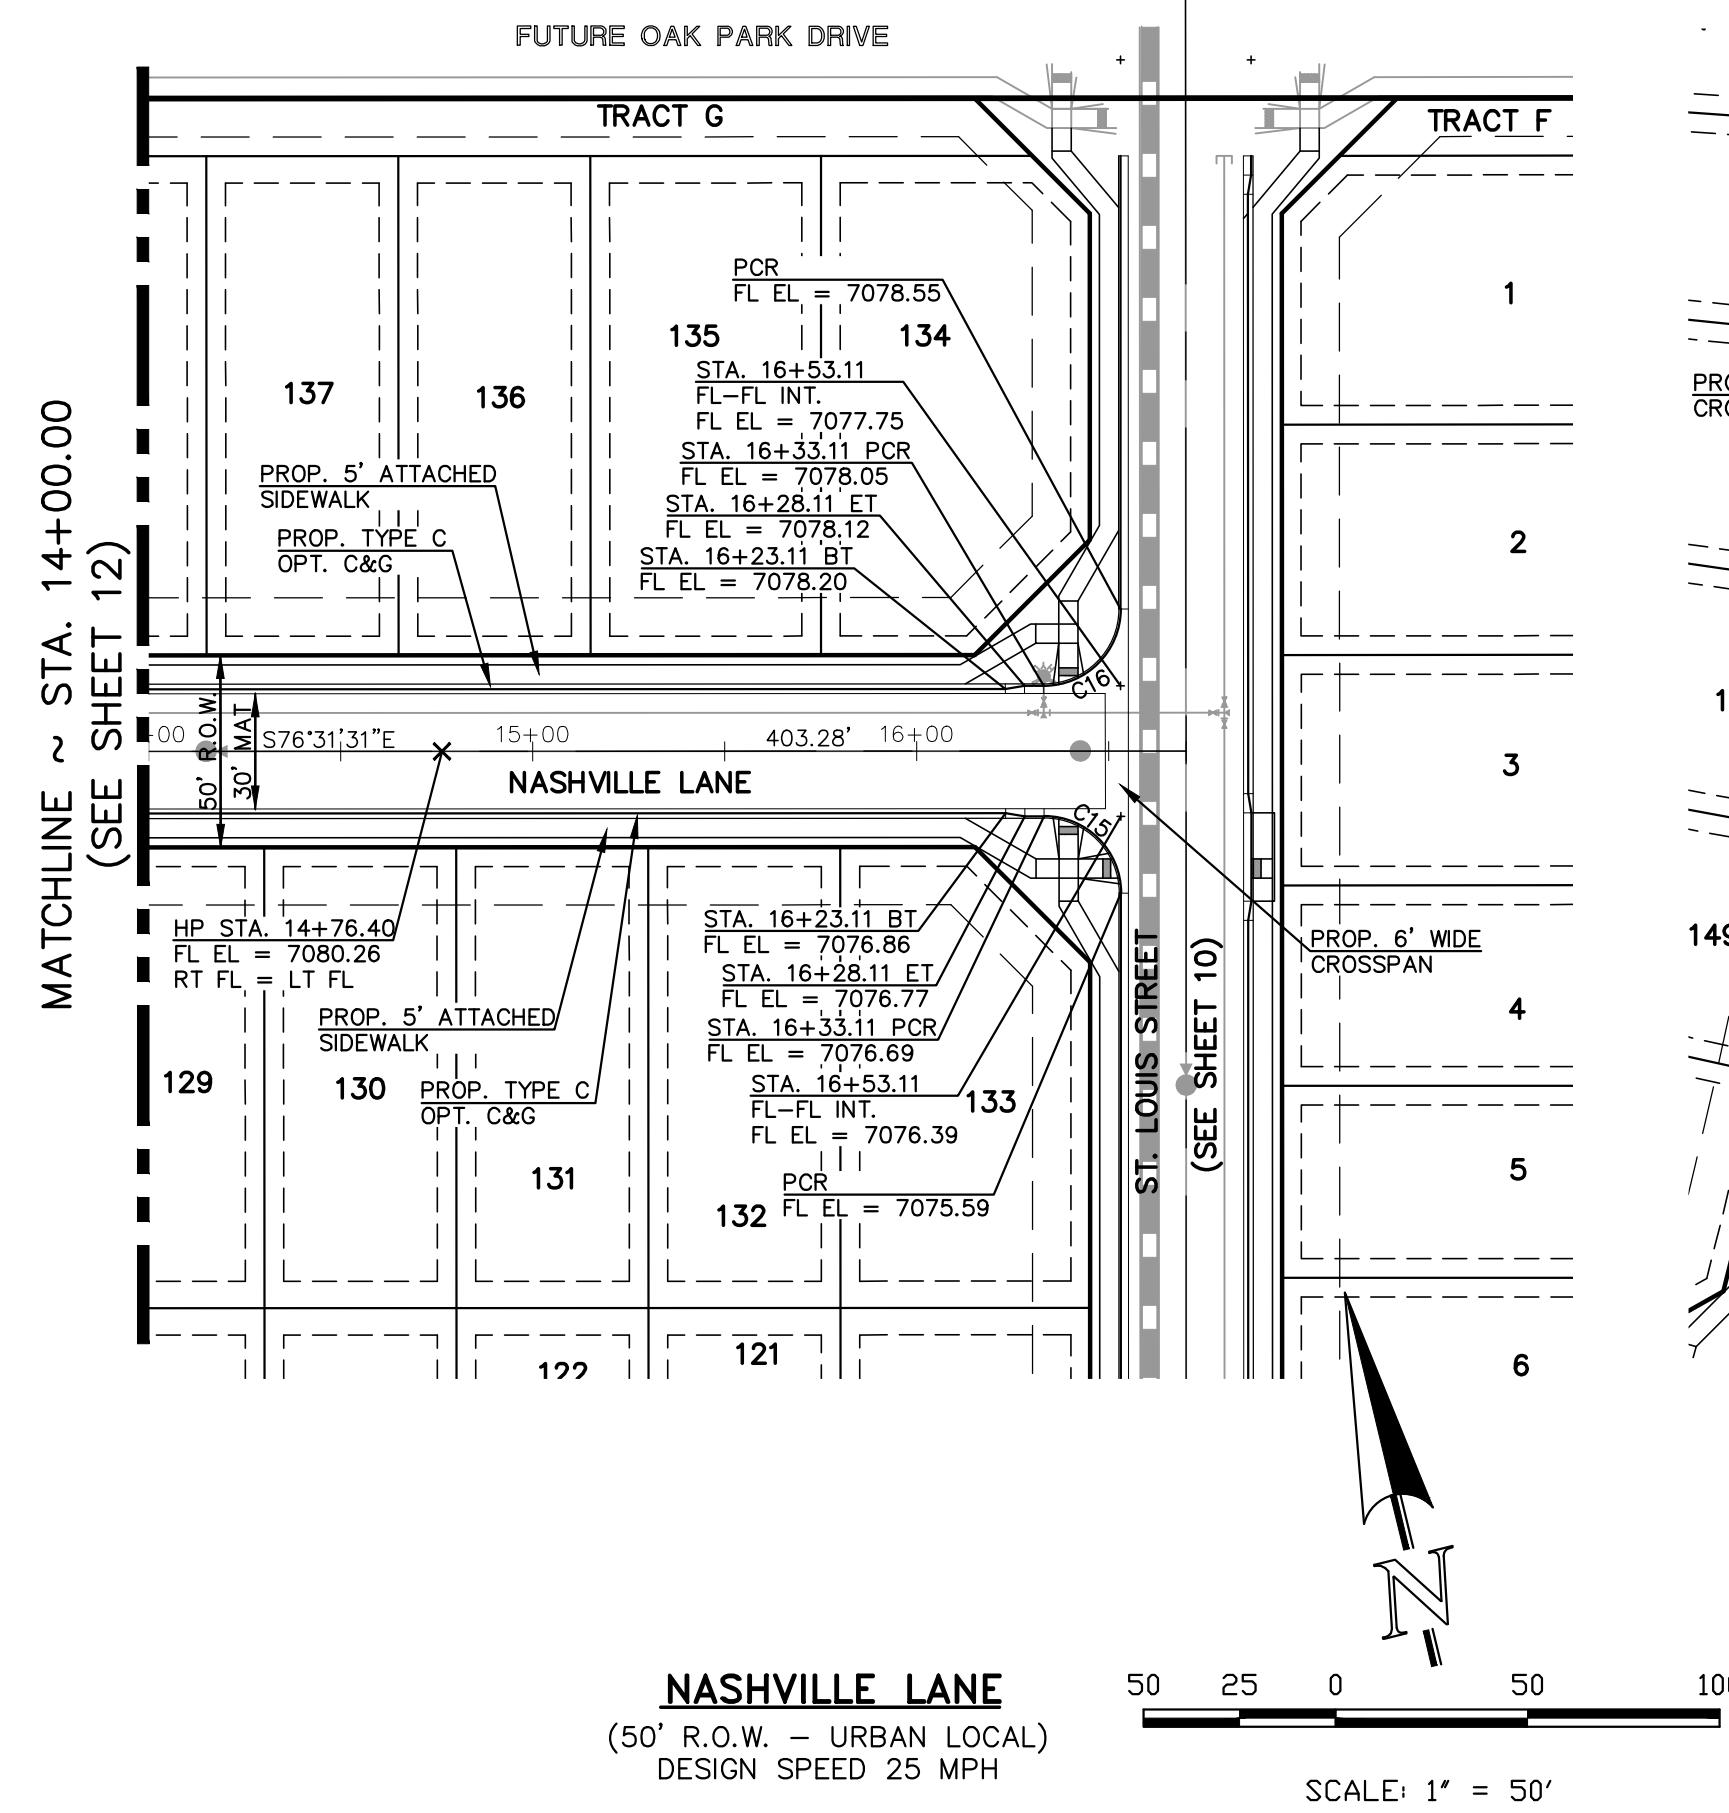 FUTURE OAK PARK DRIVE
TRACT G
TRACT F
PCR
FL EL = 7078.55
135
134
1
STA. 16+53.11
FL-FL INT.
FL EL = 7077.75
137
136
STA. 16+33.11 PCR
FL EL = 7078.05
PROP. 5' ATTACHED
SIDEWALK
STA. 16+28.11 ET
FL EL = 7078.12
PROP. TYPE C
OPT. C&G
STA. 16+23.11 BT
FL EL = 7078.20
2
MATCHLINE ~ STA. 14+00.00
(SEE SHEET 12)
C16
50' R.O.W.
30' MAT
+00
S76°31'31"E
15+00
403.28'
16+00
NASHVILLE LANE
3
C15
HP STA. 14+76.40
FL EL = 7080.26
RT FL = LT FL
STA. 16+23.11 BT
FL EL = 7076.86
STA. 16+28.11 ET
FL EL = 7076.77
PROP. 6' WIDE
CROSSPAN
PROP. 5' ATTACHED
SIDEWALK
STA. 16+33.11 PCR
FL EL = 7076.69
4
129
130
PROP. TYPE C
OPT. C&G
STA. 16+53.11
FL-FL INT.
FL EL = 7076.39
133
ST. LOUIS STREET
(SEE SHEET 10)
131
132
PCR
FL EL = 7075.59
5
122
121
6
N
NASHVILLE LANE
(50' R.O.W. - URBAN LOCAL)
DESIGN SPEED 25 MPH
50 25 0 50
SCALE: 1" = 50'